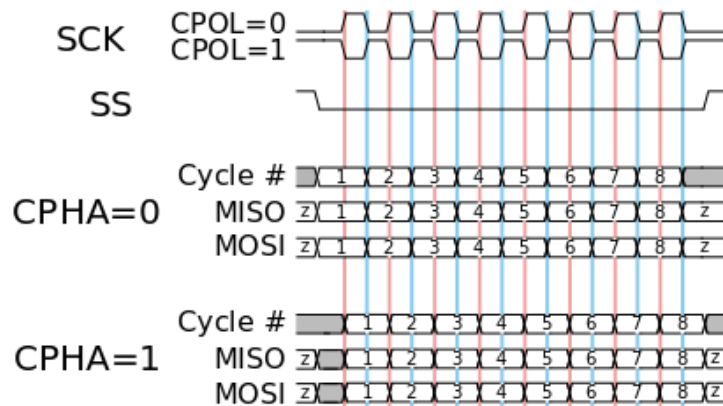 SCK CPOL=0
CPOL=1
SS
Cycle # 1 2 3 4 5 6 7 8
CPHA=0 MISO z 1 2 3 4 5 6 7 8 z
MOSI z 1 2 3 4 5 6 7 8 z
Cycle # 1 2 3 4 5 6 7 8
CPHA=1 MISO z 1 2 3 4 5 6 7 8 z
MOSI z 1 2 3 4 5 6 7 8 z